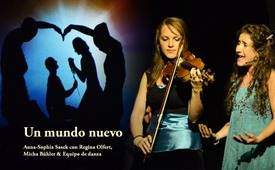 Un mundo nuevo
Anna-Sophia Sasek con Regina Olfert,
Micha Bühler & Equipo de danza